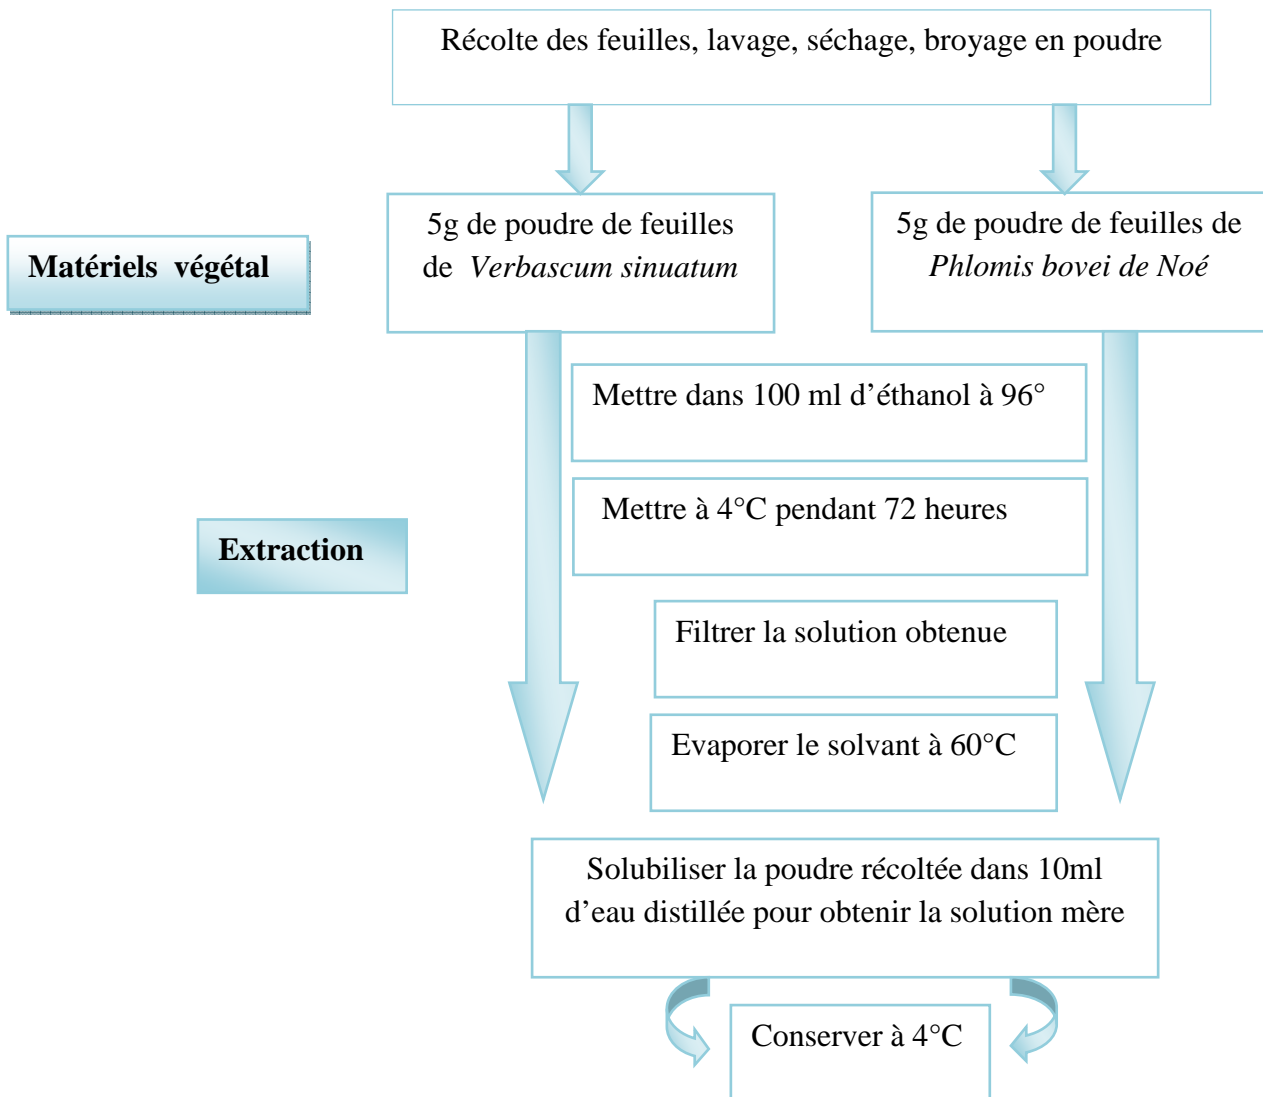 Récolte des feuilles, lavage, séchage, broyage en poudre
Matériels végétal
5g de poudre de feuilles
de Verbascum sinuatum
5g de poudre de feuilles de
Phlomis bovei de Noé
Mettre dans 100 ml d’éthanol à 96°
Mettre à 4°C pendant 72 heures
Extraction
Filtrer la solution obtenue
Evaporer le solvant à 60°C
Solubiliser la poudre récoltée dans 10ml
d’eau distillée pour obtenir la solution mère
Conserver à 4°C